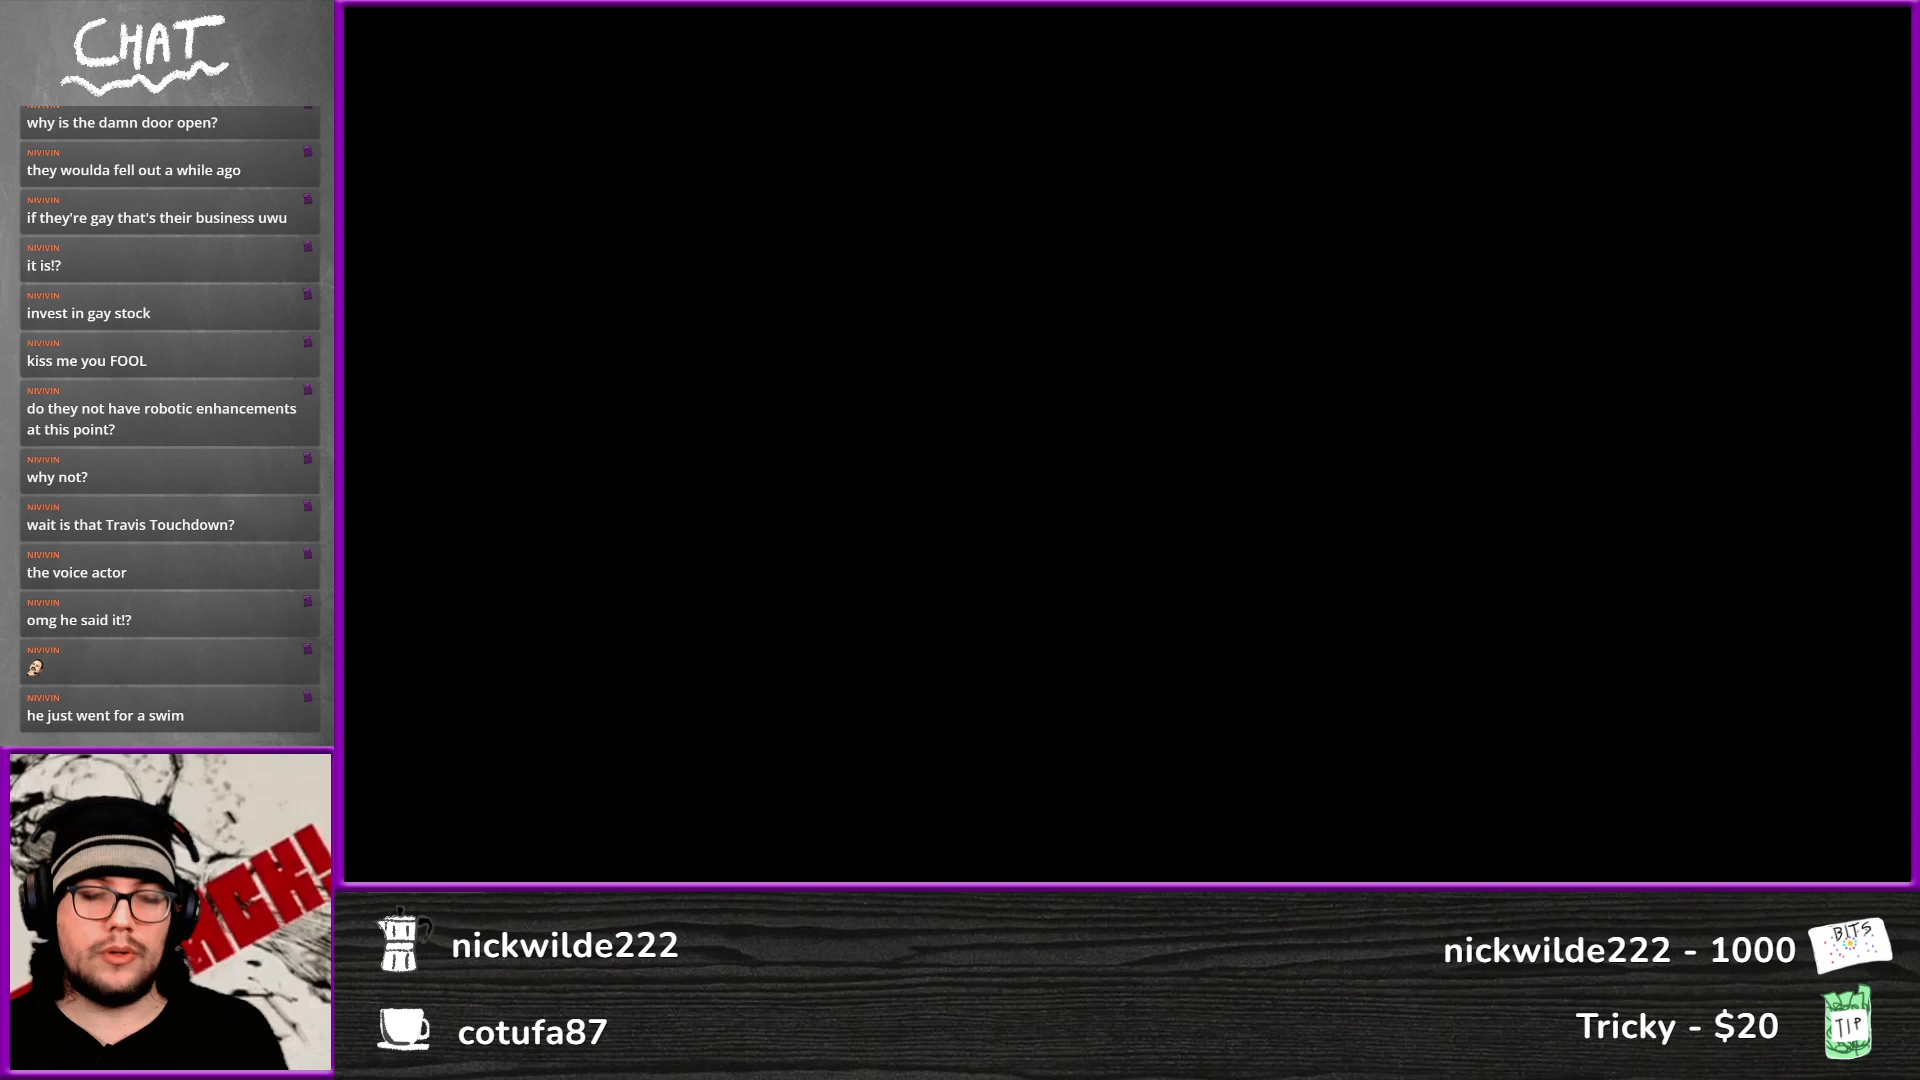 CHAT
why is the damn door open?
NIVIVIN
they woulda fell out a while ago
NIVIVIN
if they're gay that's their business uwu
NIVIVIN
it is!?
NIVIVIN
invest in gay stock
NIVIVIN
kiss me you FOOL
NIVIVIN
do they not have robotic enhancements
at this point?
NIVIVIN
why not?
NIVIVIN
wait is that Travis Touchdown?
NIVIVIN
the voice actor
NIVIVIN
omg he said it!?
NIVIVIN
NIVIVIN
he just went for a swim
nickwilde222
cotufa87
nickwilde222 - 1000
BITS
Tricky - $20
TIP